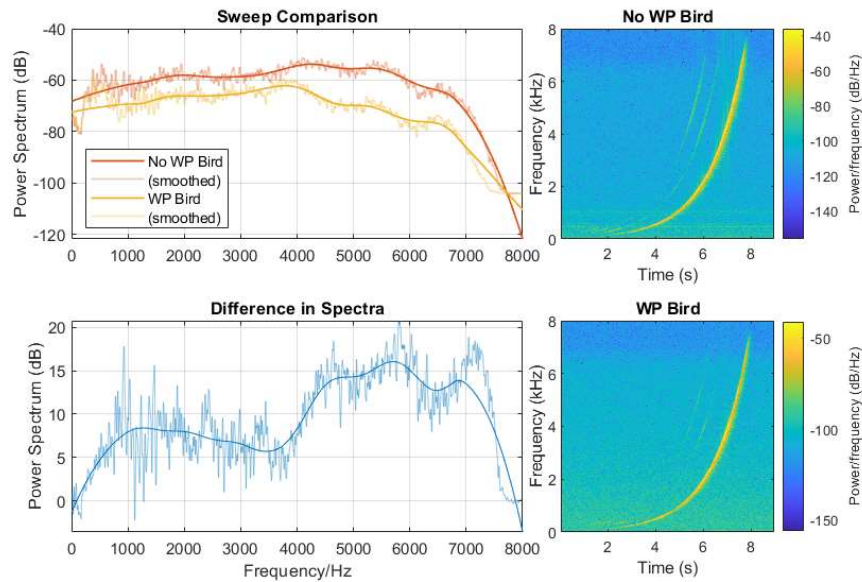 Sweep Comparison
Power Spectrum (dB)
-40
-60
-80
-100
-120
No WP Bird
(smoothed)
WP Bird
(smoothed)
0 1000 2000 3000 4000 5000 6000 7000 8000
No WP Bird
Frequency (kHz)
8
6
4
2
0
2 4 6 8
Time (s)
-40
-60
-80
-100
-120
-140
Power/frequency (dB/Hz)
Difference in Spectra
Power Spectrum (dB)
20
15
10
5
0
0 1000 2000 3000 4000 5000 6000 7000 8000
Frequency/Hz
WP Bird
Frequency (kHz)
8
6
4
2
0
2 4 6 8
Time (s)
-50
-100
-150
Power/frequency (dB/Hz)